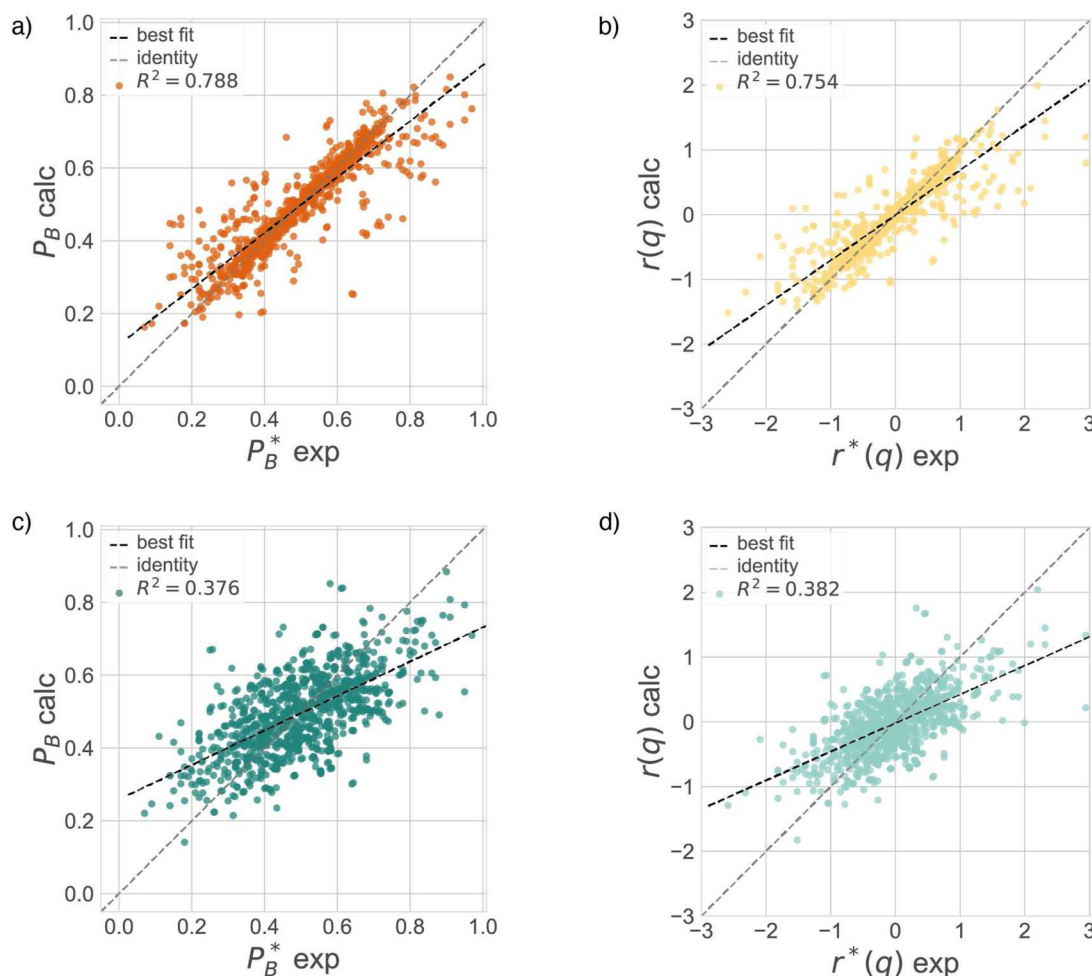 a)
best fit
identity
R² = 0.788
1.0
0.8
0.6
0.4
0.2
0.0
P_B calc
0.0 0.2 0.4 0.6 0.8 1.0
P_B^* exp
b)
best fit
identity
R² = 0.754
3
2
1
0
−1
−2
−3
r(q) calc
−3 −2 −1 0 1 2 3
r^*(q) exp
c)
best fit
identity
R² = 0.376
1.0
0.8
0.6
0.4
0.2
0.0
P_B calc
0.0 0.2 0.4 0.6 0.8 1.0
P_B^* exp
d)
best fit
identity
R² = 0.382
3
2
1
0
−1
−2
−3
r(q) calc
−3 −2 −1 0 1 2 3
r^*(q) exp